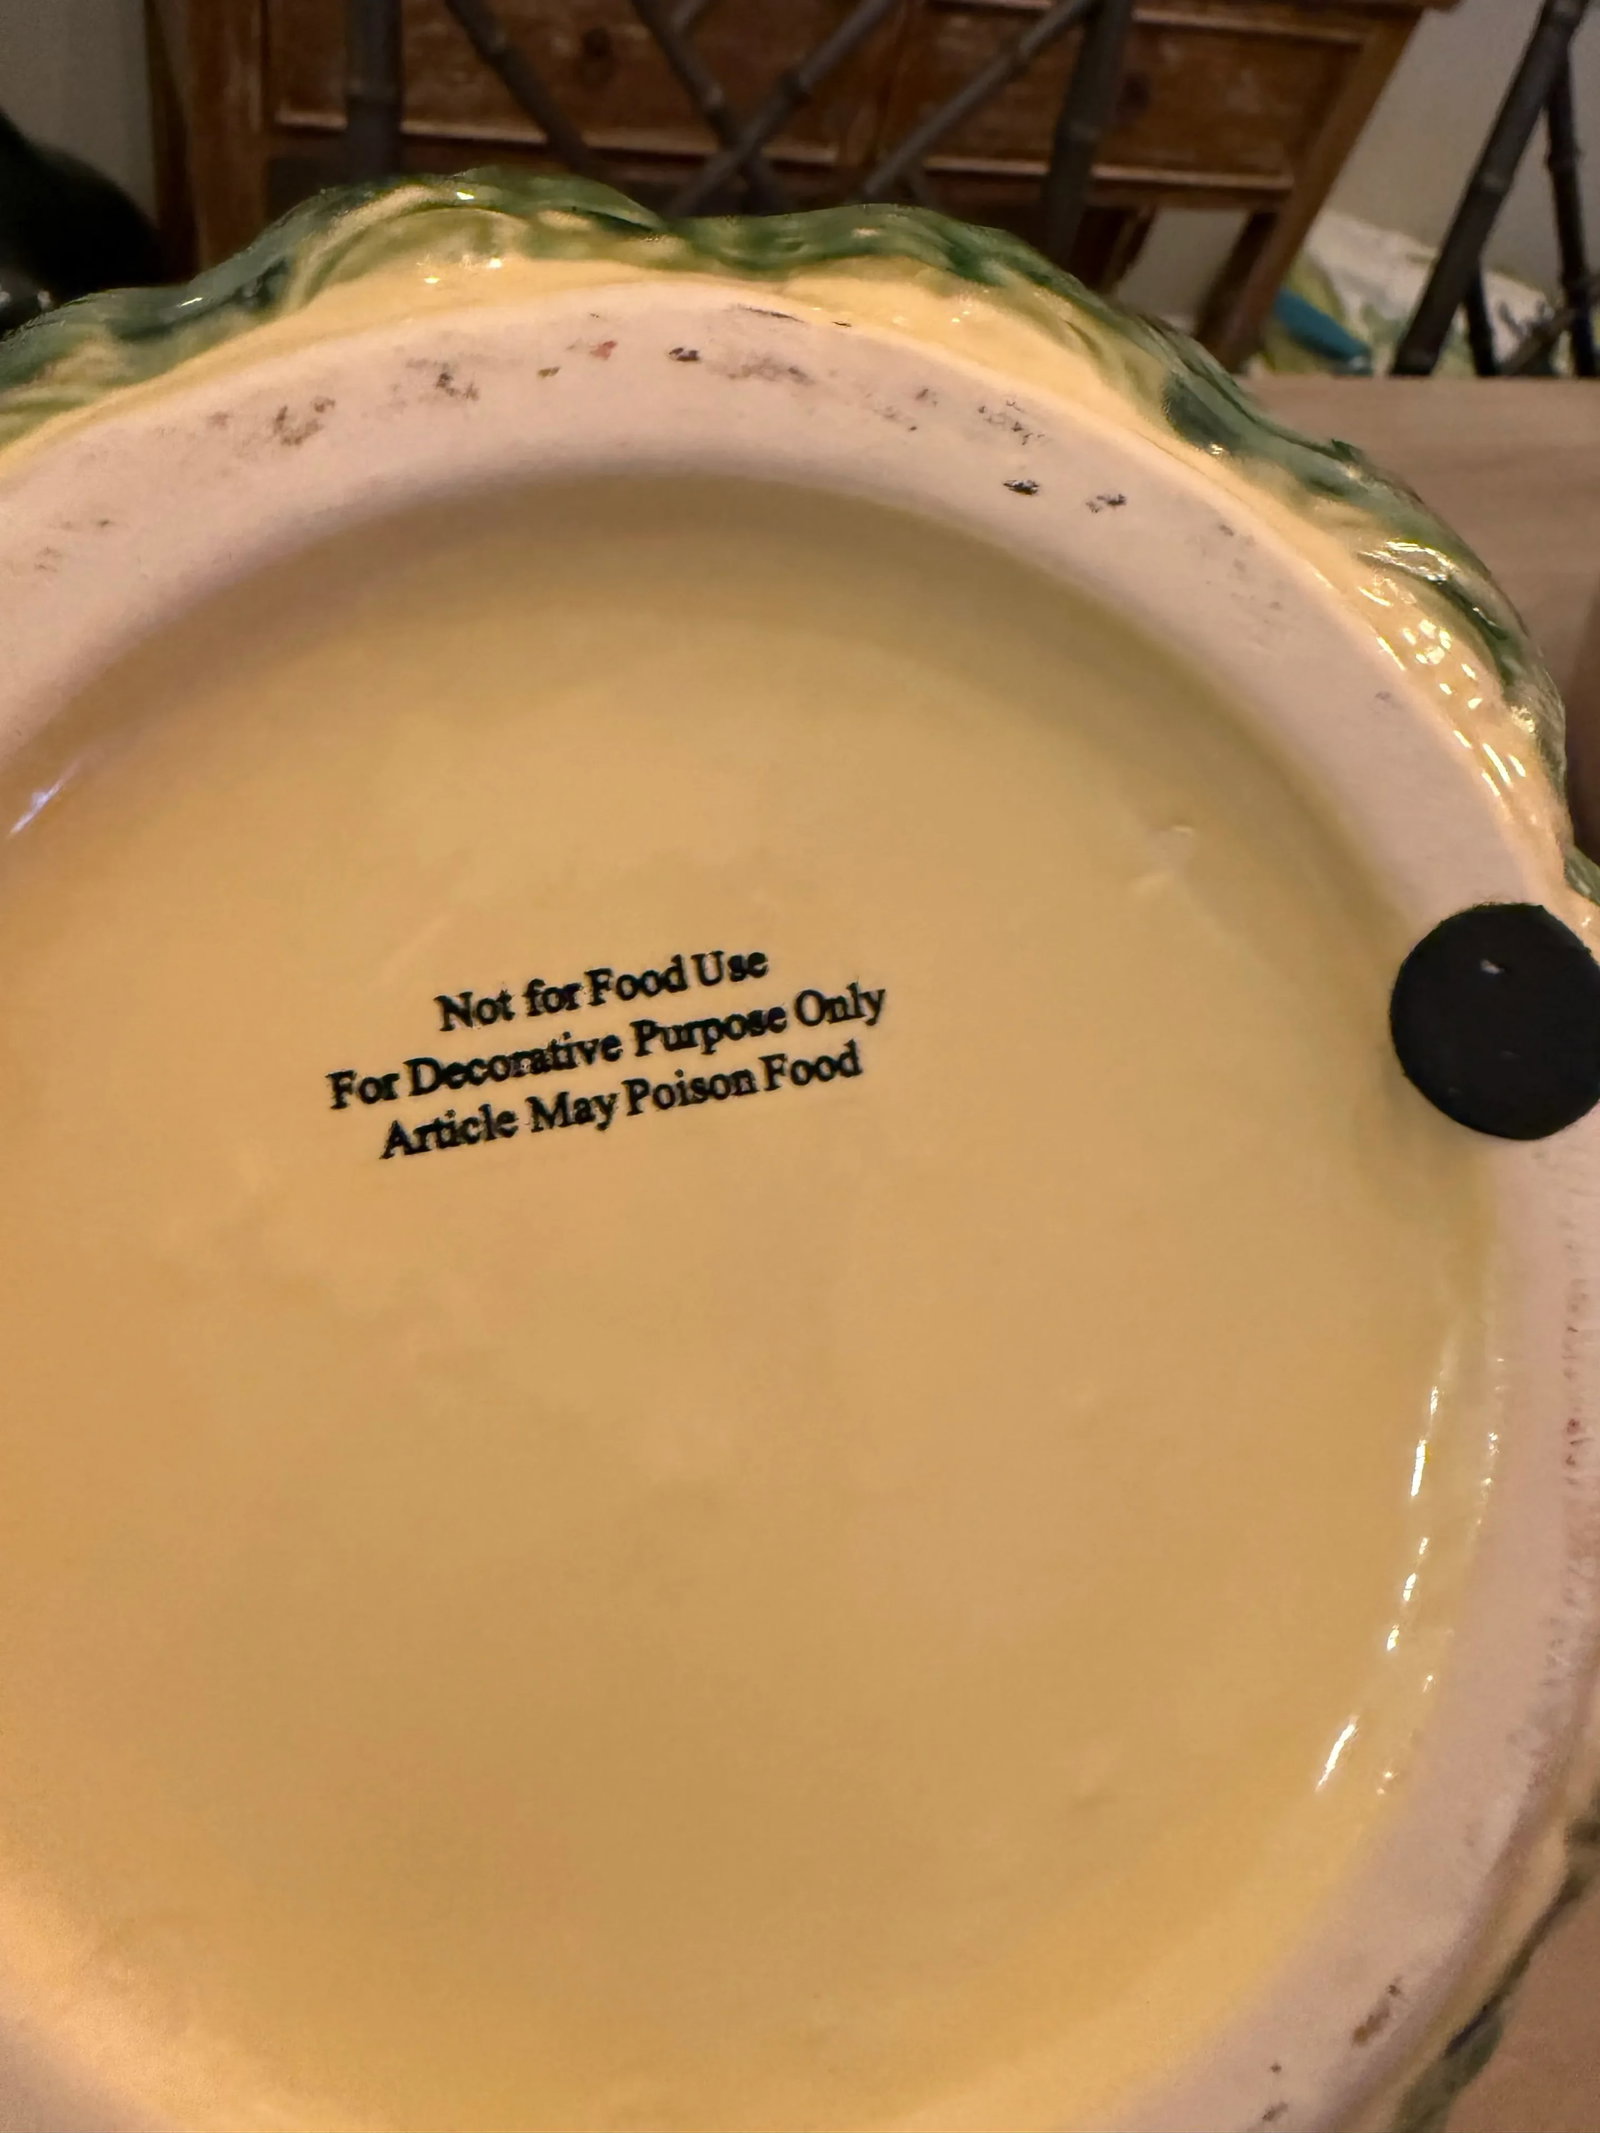 Not for Food Use
For Decorative Purpose Only
Article May Poison Food